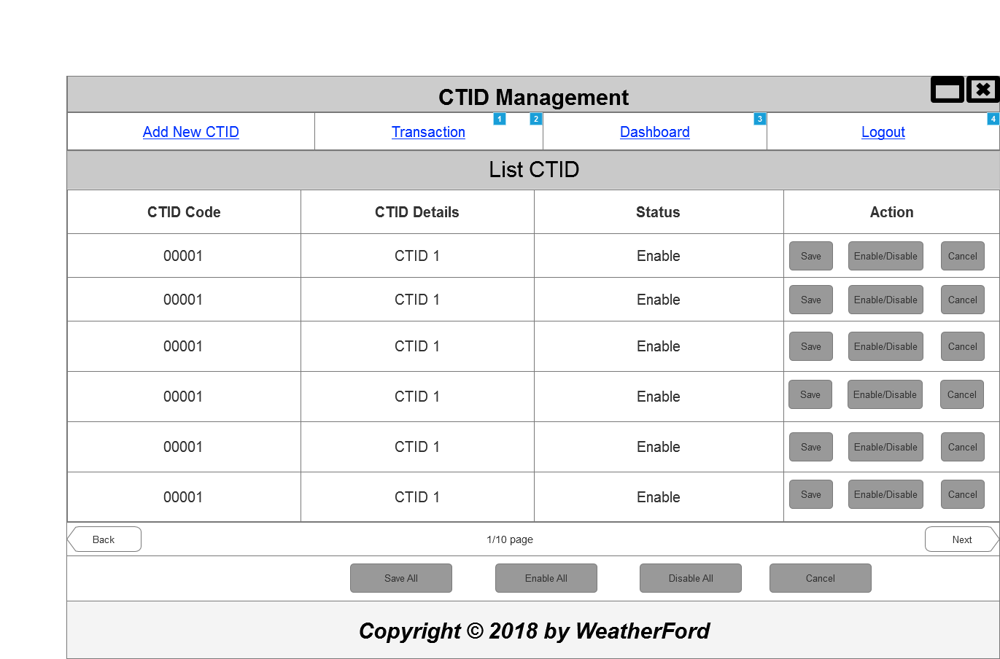 CTID Management
Add New CTID Transaction 1 2 Dashboard 3 Logout 4
List CTID
CTID Code CTID Details Status Action
00001 CTID 1 Enable Save Enable/Disable Cancel
00001 CTID 1 Enable Save Enable/Disable Cancel
00001 CTID 1 Enable Save Enable/Disable Cancel
00001 CTID 1 Enable Save Enable/Disable Cancel
00001 CTID 1 Enable Save Enable/Disable Cancel
00001 CTID 1 Enable Save Enable/Disable Cancel
Back 1/10 page Next
Save All Enable All Disable All Cancel
Copyright © 2018 by WeatherFord